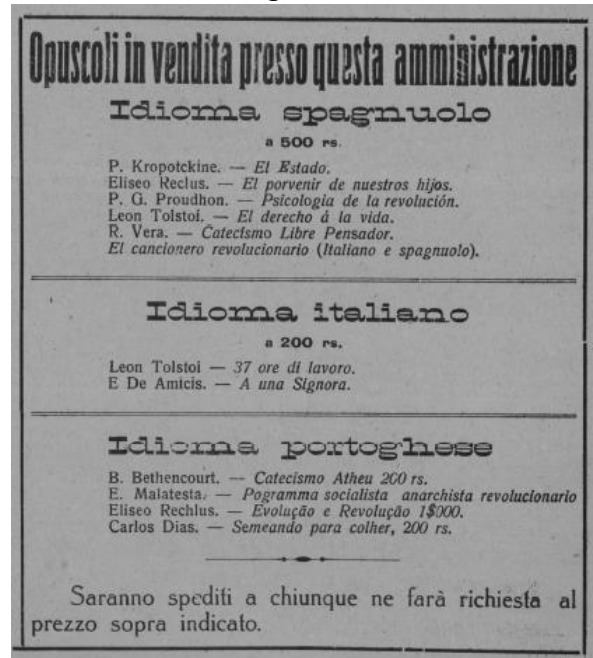 Opuscoli in vendita presso questa amministrazione
Idioma spagnuolo
a 500 rs.
P. Kropotckine. — El Estado.
Eliseo Reclus. — El porvenir de nuestros hijos.
P. G. Proudhon. — Psicologia de la revolución.
Leon Tolstoi. — El derecho á la vida.
R. Vera. — Catecismo Libre Pensador.
El cancionero revolucionario (Italiano e spagnuolo).
Idioma italiano
a 200 rs.
Leon Tolstoi — 37 ore di lavoro.
E De Amicis. — A una Signora.
Idioma portoghese
B. Bethencourt. — Catecismo Atheu 200 rs.
E. Malatesta. — Pogramma socialista anarchista revolucionario
Eliseo Rechlus. — Evolução e Revolução 1$000.
Carlos Dias. — Semeando para colher, 200 rs.
Saranno spediti a chiunque ne farà richiesta al
prezzo sopra indicato.